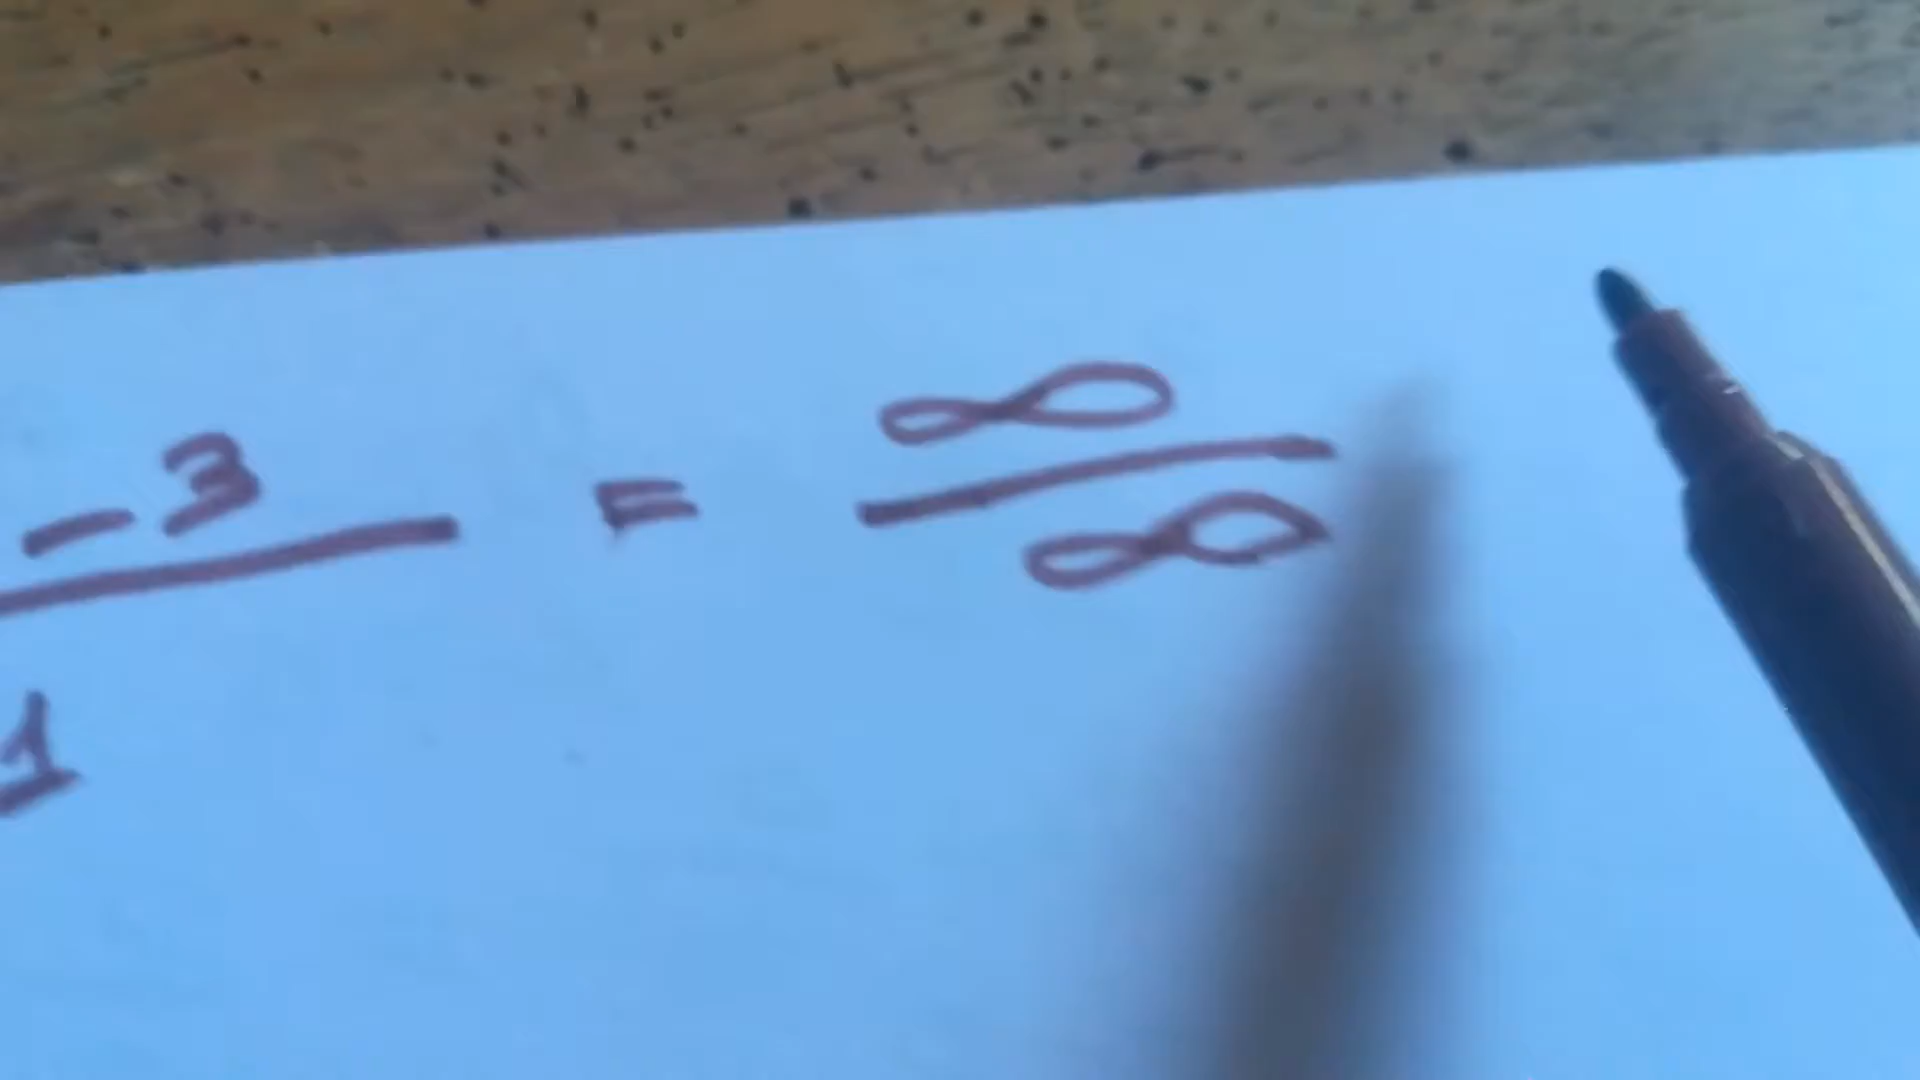 -3 = ∞
1 ∞